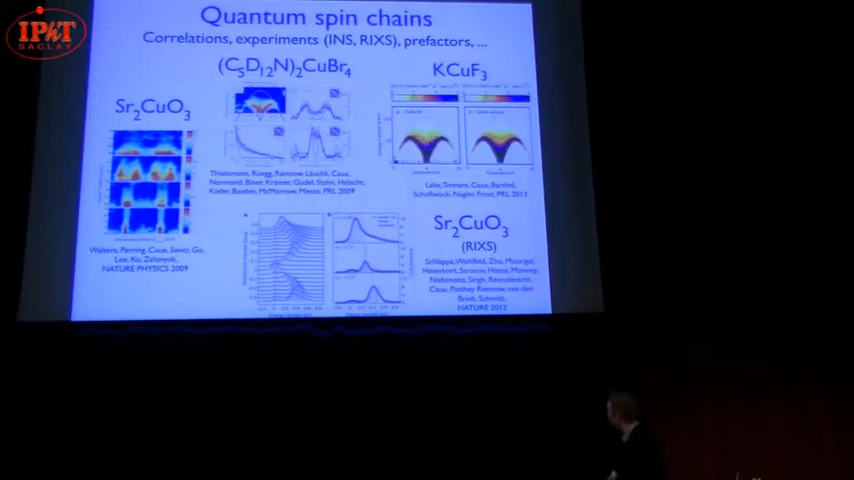 IPhT
SACLAY
Quantum spin chains
Correlations, experiments (INS, RIXS), prefactors, ...
Sr2CuO3
(C5D12N)2CuBr4
KCuF3
Thielemann, Rüegg, Rønnow, Läuchli, Caux,
Normand, Biner, Krämer, Güdel, Stahn, Habicht,
Kiefer, Boehm, McMorrow, Mesot, PRL 2009
Lake, Tennant, Caux, Barthel,
Schollwöck, Nagler, Frost, PRL 2013
Walters, Perring, Caux, Savici, Gu,
Lee, Ku, Zaliznyak,
NATURE PHYSICS 2009
Sr2CuO3
(RIXS)
Schlappa, Wohlfeld, Zhou, Mourigal,
Haverkort, Strocov, Hozoi, Monney,
Nishimoto, Singh, Revcolevschi,
Caux, Patthey, Rønnow, van den
Brink, Schmitt,
NATURE 2012